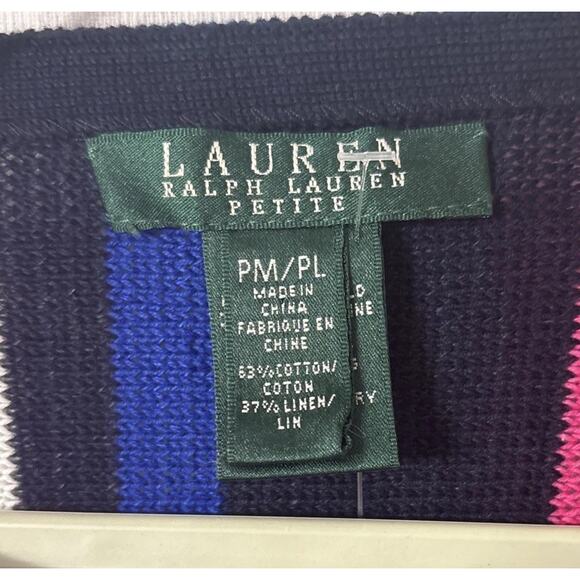 LAUREN
RALPH LAUREN
PETITE
PM/PL
MADE IN
CHINA
FABRIQUE EN
CHINE
63%COTTON/
COTON
37%LINEN/
LIN